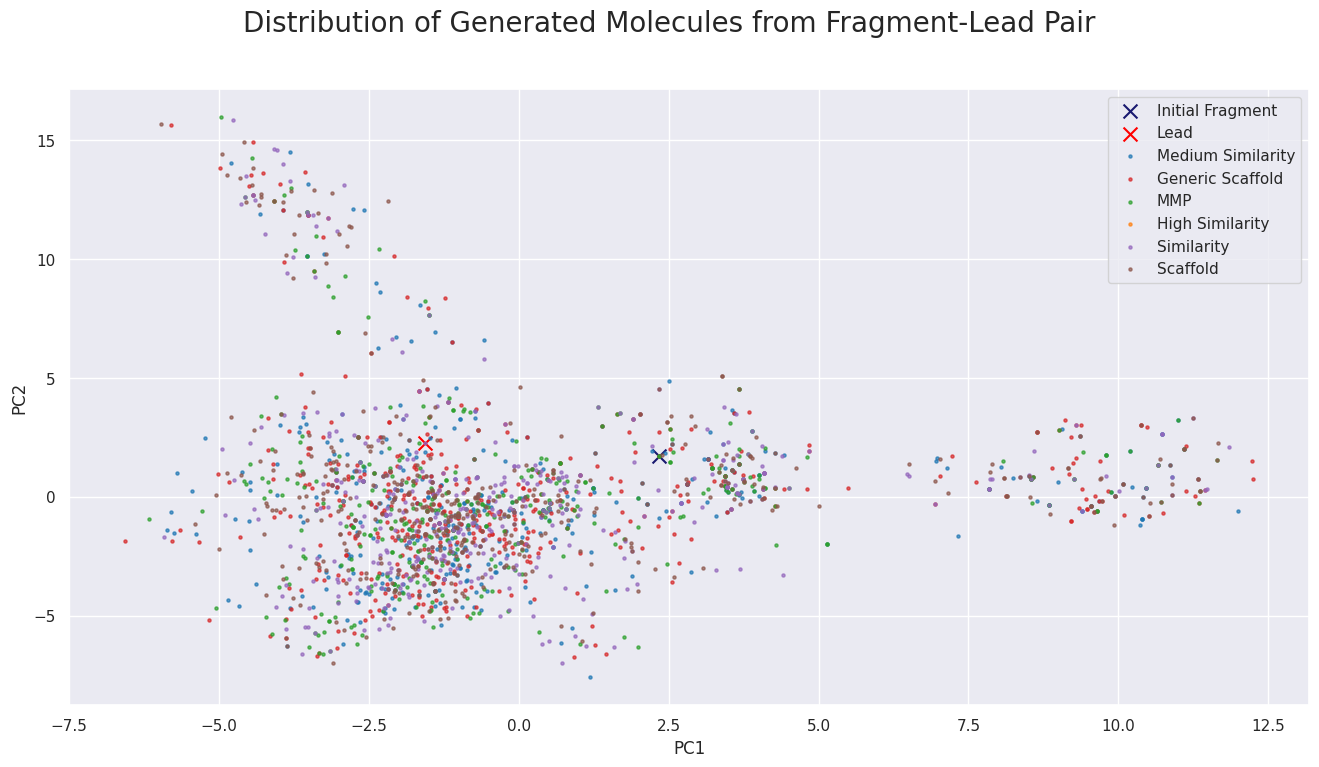 Distribution of Generated Molecules from Fragment-Lead Pair
Initial Fragment
Lead
Medium Similarity
Generic Scaffold
MMP
High Similarity
Similarity
Scaffold
15
10
5
0
−5
PC2
−7.5 −5.0 −2.5 0.0 2.5 5.0 7.5 10.0 12.5
PC1